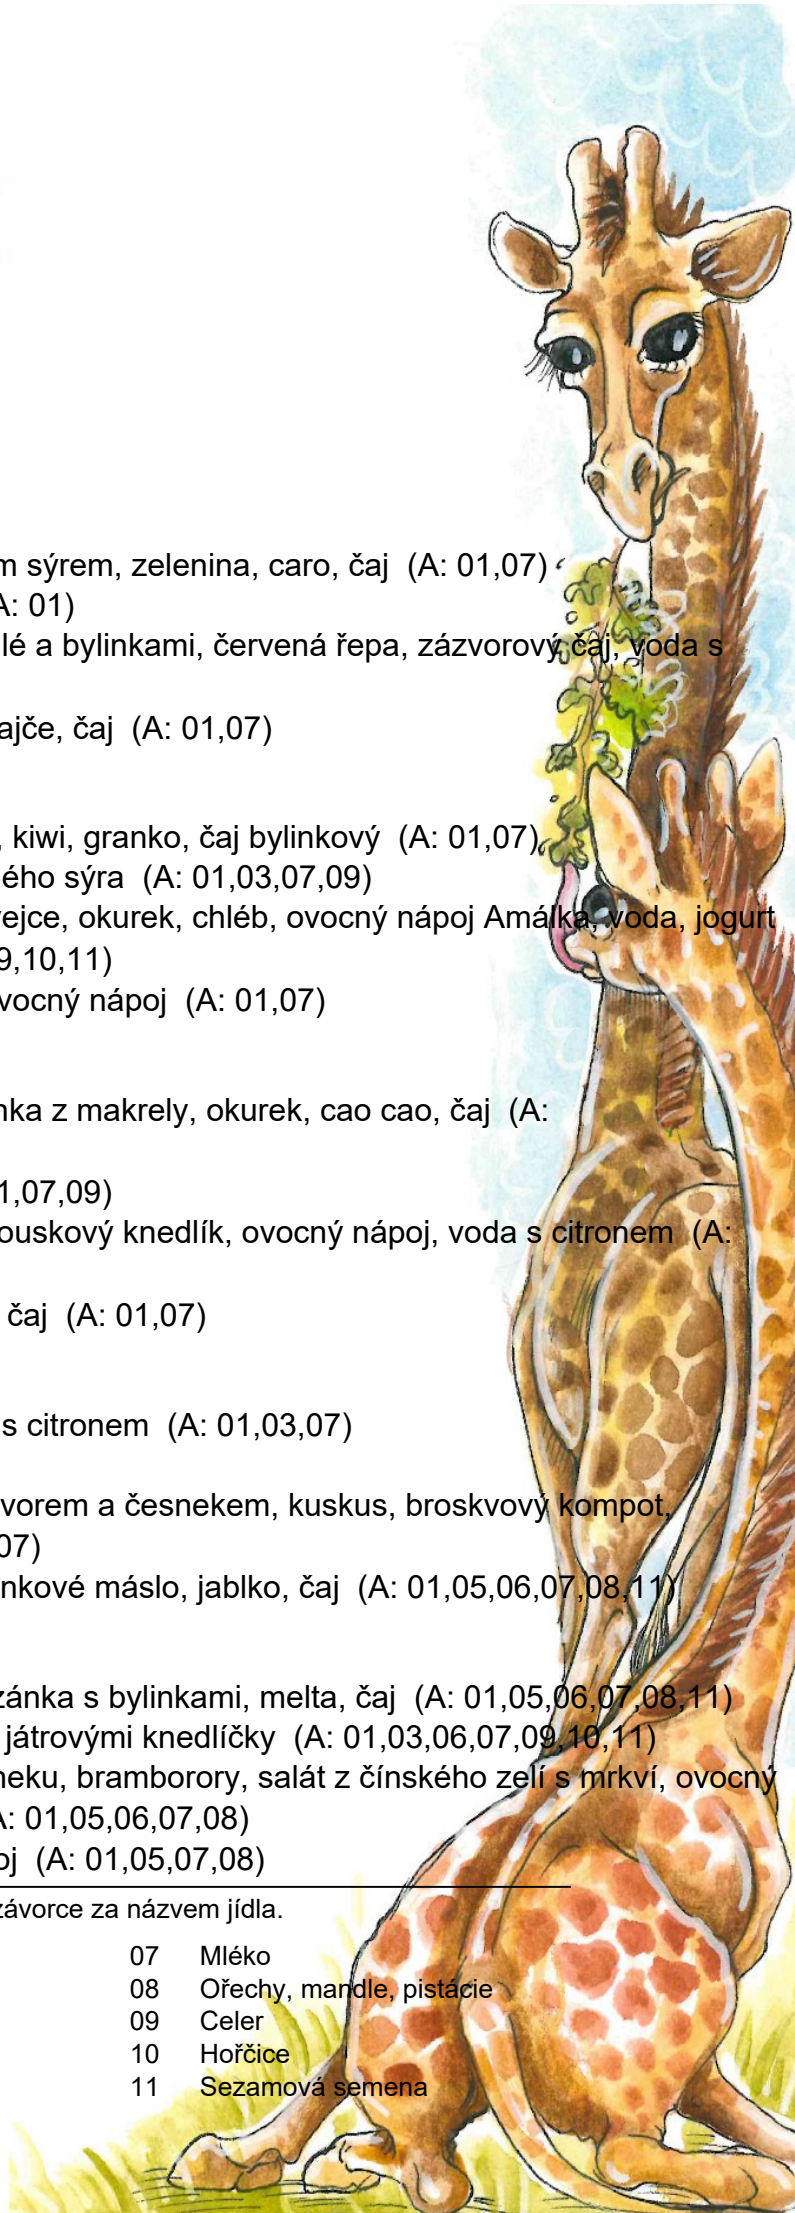 m sýrem, zelenina, caro, čaj (A: 01,07)
A: 01)
lé a bylinkami, červená řepa, zázvorový čaj, voda s
ajče, čaj (A: 01,07)
, kiwi, granko, čaj bylinkový (A: 01,07)
ého sýra (A: 01,03,07,09)
vejce, okurek, chléb, ovocný nápoj Amálka, voda, jogurt
9,10,11)
vocný nápoj (A: 01,07)
nka z makrely, okurek, cao cao, čaj (A:
1,07,09)
ouskový knedlík, ovocný nápoj, voda s citronem (A:
čaj (A: 01,07)
s citronem (A: 01,03,07)
vorem a česnekem, kuskus, broskvový kompot,
07)
nkové máslo, jablko, čaj (A: 01,05,06,07,08,11)
zánka s bylinkami, melta, čaj (A: 01,05,06,07,08,11)
játrovými knedlíčky (A: 01,03,06,07,09,10,11)
neku, bramborory, salát z čínského zelí s mrkví, ovocný
A: 01,05,06,07,08)
oj (A: 01,05,07,08)
závorce za názvem jídla.
07 Mléko
08 Ořechy, mandle, pistácie
09 Celer
10 Hořčice
11 Sezamová semena